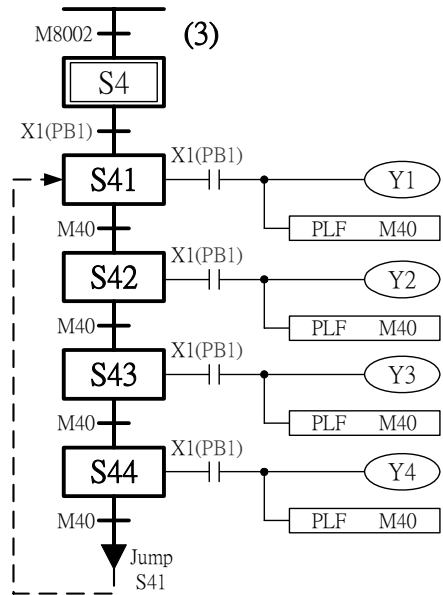 M8002
(3)
S4
X1(PB1)
S41
X1(PB1)
Y1
PLF M40
M40
S42
X1(PB1)
Y2
PLF M40
M40
S43
X1(PB1)
Y3
PLF M40
M40
S44
X1(PB1)
Y4
PLF M40
M40
Jump
S41